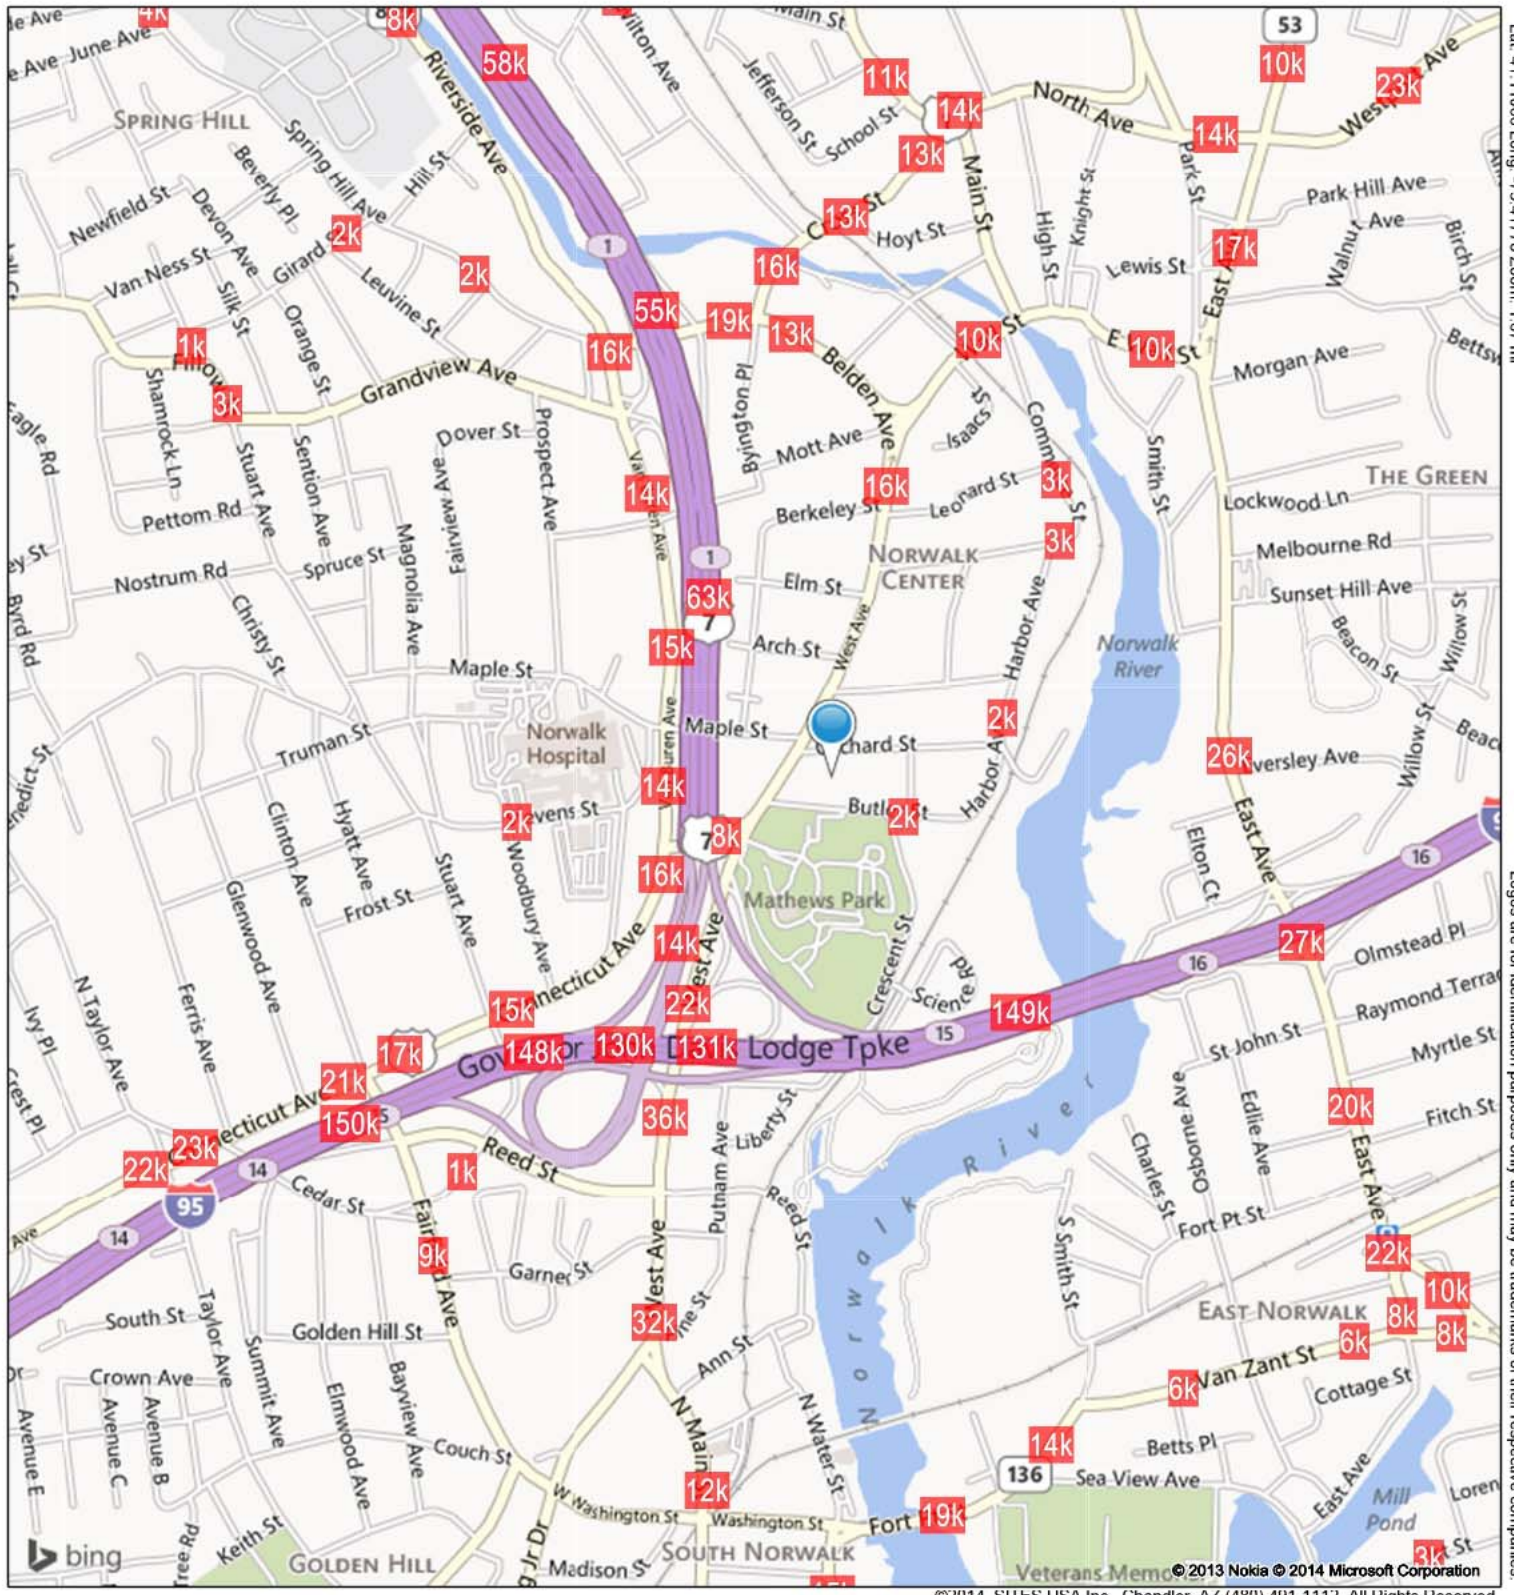 4k
8k
58k
Wilton Ave
Main St
53
10k
June Ave
Riverside Ave
Jefferson St
11k
23k
SPRING HILL
School St
14k
North Ave
14k
Spring Hill Ave
Hill St
13k
Beverly Pl
Main St
Park St
Park Hill Ave
Newfield St
Devon Ave
2k
13k
Hoyt St
High St
Knight St
17k
Walnut Ave
Birch St
Van Ness St
Girard
2k
1
16k
Lewis St
East Ave
Silk St
Leuvine St
Orange St
55k
19k
13k
10k
10k
1k
16k
Grandview Ave
Byington Pl
Belden Ave
Morgan Ave
Shamrock Ln
3k
Isaacs St
Eagle Rd
Dover St
Prospect Ave
Mott Ave
Smith St
THE GREEN
Stuart Ave
Sention Ave
Fairview Ave
14k
16k
Leonard St
3k
Lockwood Ln
Pettom Rd
Berkeley St
Magnolia Ave
3k
Melbourne Rd
Spruce St
1
NORWALK
CENTER
Nostrum Rd
Elm St
Sunset Hill Ave
Byrd Rd
Christy St
63k
7
Harbor Ave
Beacon St
Willow St
15k
Arch St
West Ave
Norwalk
River
Maple St
Truman St
Norwalk
Hospital
Maple St
2k
26k
Willow St
14k
Clinton Ave
Hyatt Ave
2k
Butler St
2k
Harbor Ave
East Ave
7
8k
Elton Ct
16
Glenwood Ave
Frost St
Stuart Ave
Woodbury Ave
16k
Mathews Park
14k
27k
Olmstead Pl
N Taylor Ave
Ferris Ave
Crescent St
Science Rd
16
Ivy Pl
15k
22k
149k
Raymond Terra
17k
148k
130k
131k
Lodge Tpke
15
St John St
Myrtle St
Crest Pl
21k
150k
36k
Liberty St
Osborne Ave
Edlie Ave
20k
Fitch St
23k
22k
14
Reed St
1k
Putnam Ave
Norwalk River
Charles St
East Ave
95
Cedar St
Reed St
Fort Pt St
14
9k
Garner St
West Ave
S Smith St
22k
10k
South St
Taylor Ave
Golden Hill St
32k
EAST NORWALK
8k
8k
6k
Crown Ave
Summit Ave
Ann St
Van Zant St
6k
Cottage St
Avenue E
Avenue C
Avenue B
Elmwood Ave
Bayview Ave
Couch St
N Main
N Water St
14k
Betts Pl
136
Sea View Ave
East Ave
12k
W Washington St
Washington St
Fort
19k
Mill
Pond
Keith St
bing
GOLDEN HILL
Madison St
SOUTH NORWALK
3k
© 2013 Nokia © 2014 Microsoft Corporation